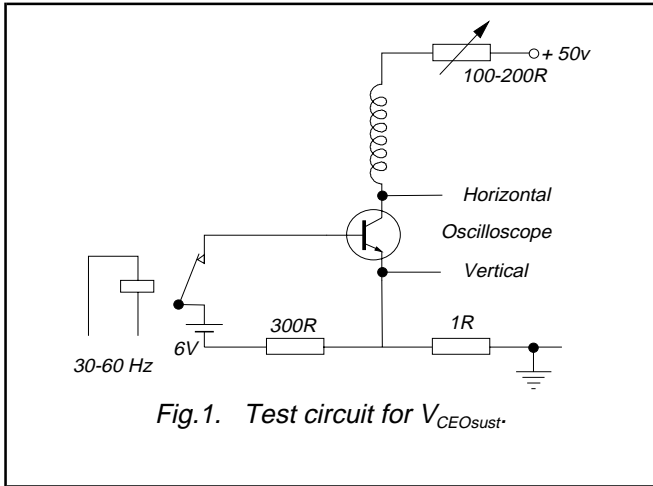 + 50v
100-200R
Horizontal
Oscilloscope
Vertical
300R
1R
6V
30-60 Hz
Fig.1. Test circuit for VCEOsust.